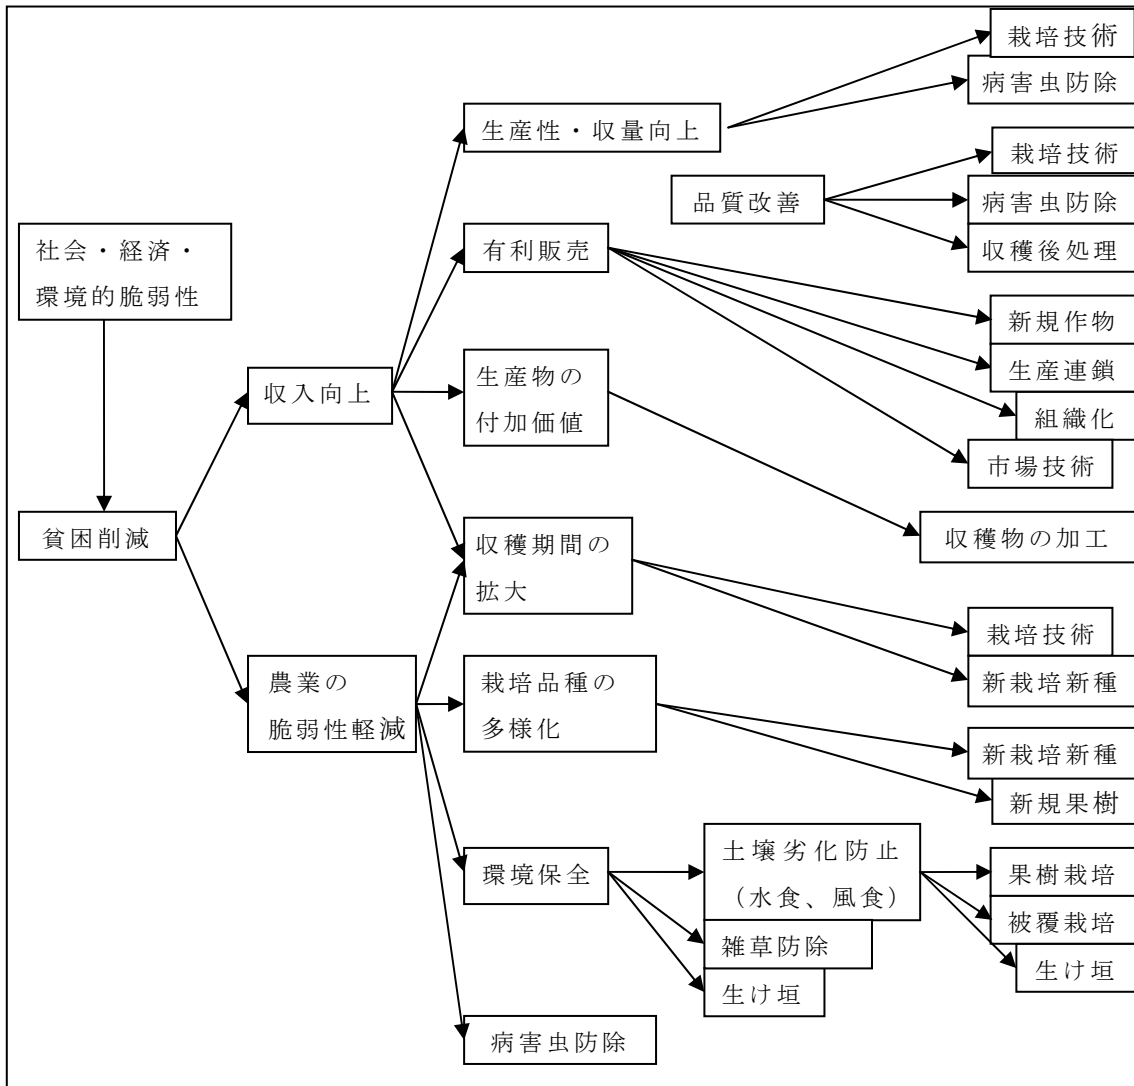 栽培技術
病害虫防除
生産性・収量向上
栽培技術
品質改善
病害虫防除
収穫後処理
社会・経済・
環境的脆弱性
有利販売
新規作物
生産連鎖
組織化
市場技術
収入向上
生産物の
付加価値
収穫物の加工
貧困削減
収穫期間の
拡大
栽培技術
新栽培新種
農業の
脆弱性軽減
栽培品種の
多様化
新栽培新種
新規果樹
環境保全
土壌劣化防止
（水食、風食）
雑草防除
生け垣
果樹栽培
被覆栽培
生け垣
病害虫防除